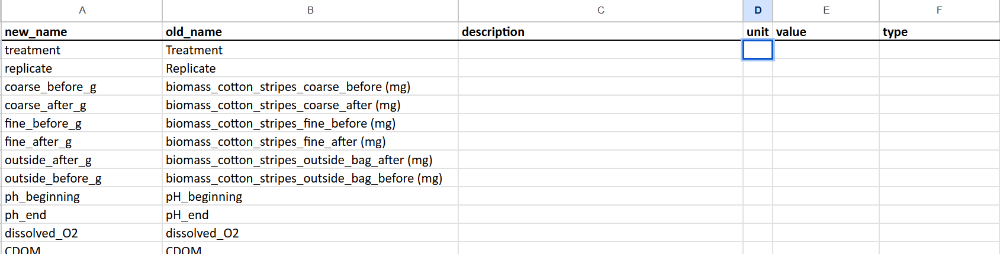 A B C D E F
new_name old_name description unit value type
treatment Treatment
replicate Replicate
coarse_before_g biomass_cotton_stripes_coarse_before (mg)
coarse_after_g biomass_cotton_stripes_coarse_after (mg)
fine_before_g biomass_cotton_stripes_fine_before (mg)
fine_after_g biomass_cotton_stripes_fine_after (mg)
outside_after_g biomass_cotton_stripes_outside_bag_after (mg)
outside_before_g biomass_cotton_stripes_outside_bag_before (mg)
ph_beginning pH_beginning
ph_end pH_end
dissolved_O2 dissolved_O2
CDOM CDOM